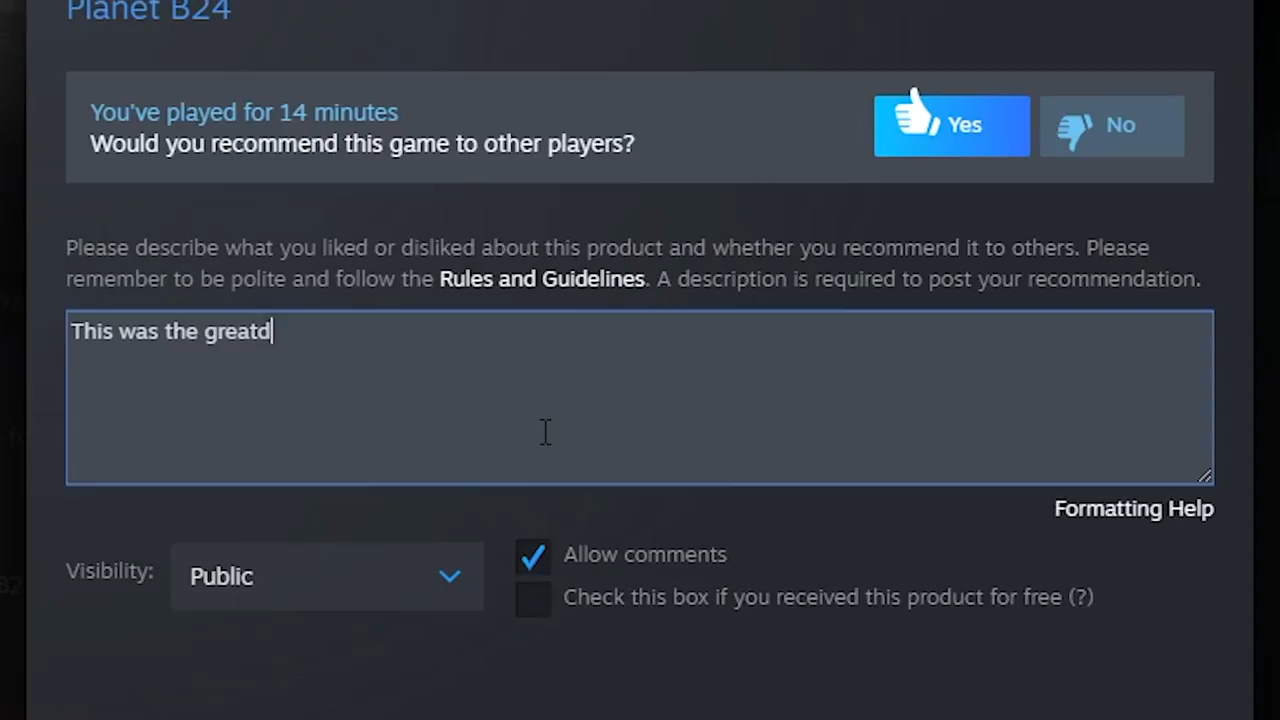 Planet B24
You've played for 14 minutes
Would you recommend this game to other players?
Yes
No
Please describe what you liked or disliked about this product and whether you recommend it to others. Please
remember to be polite and follow the Rules and Guidelines. A description is required to post your recommendation.
This was the greatd
Formatting Help
Visibility:
Public
Allow comments
Check this box if you received this product for free (?)